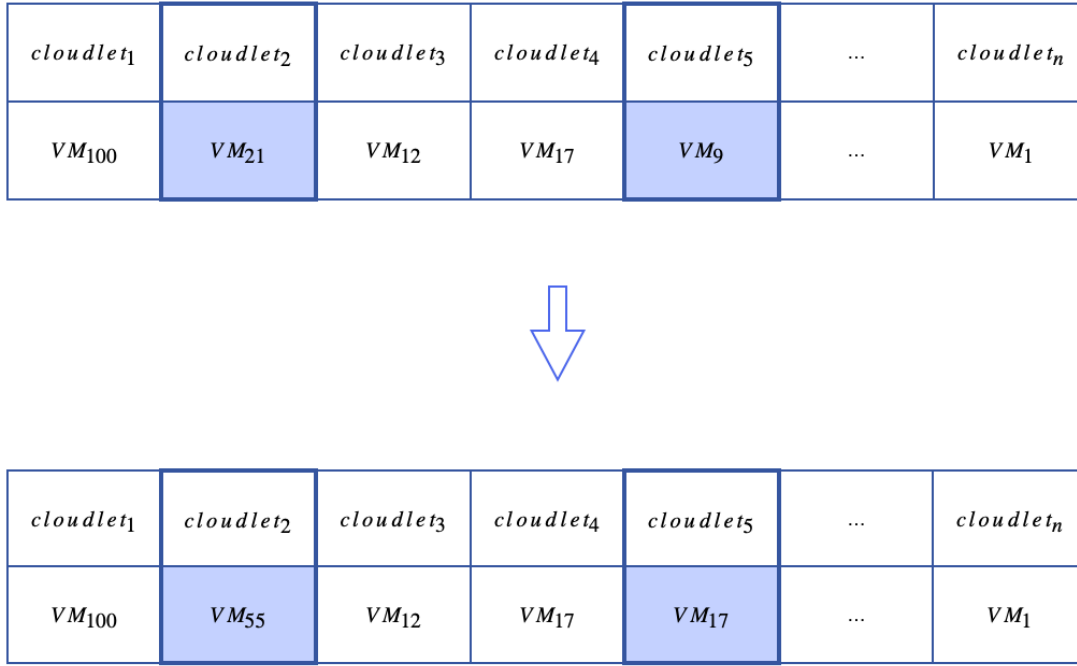 cloudlet₁ cloudlet₂ cloudlet₃ cloudlet₄ cloudlet₅ ... cloudletₙ
VM₁₀₀ VM₂₁ VM₁₂ VM₁₇ VM₉ ... VM₁
cloudlet₁ cloudlet₂ cloudlet₃ cloudlet₄ cloudlet₅ ... cloudletₙ
VM₁₀₀ VM₅₅ VM₁₂ VM₁₇ VM₁₇ ... VM₁